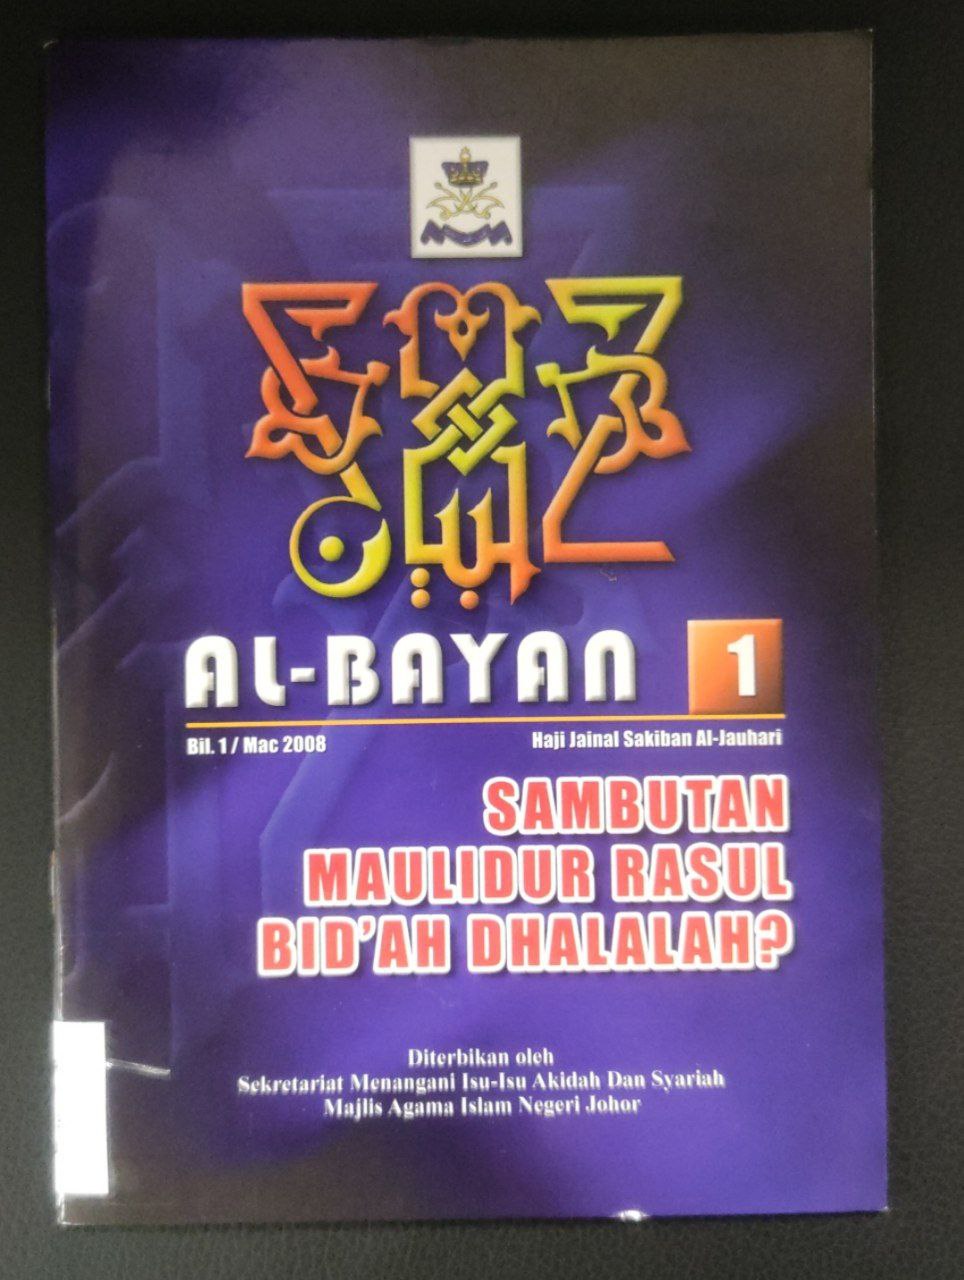 البيان
AL-BAYAN 1
Bil. 1 / Mac 2008
Haji Jainal Sakiban Al-Jauhari
SAMBUTAN
MAULIDUR RASUL
BID'AH DHALALAH?
Diterbikan oleh
Sekretariat Menangani Isu-Isu Akidah Dan Syariah
Majlis Agama Islam Negeri Johor